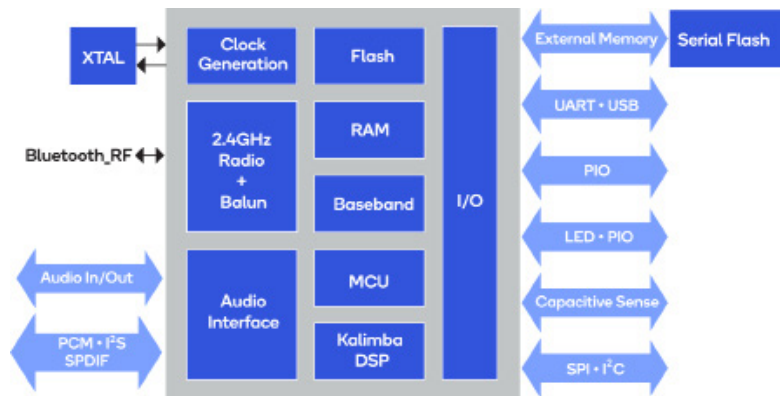 XTAL
Clock
Generation
Flash
External Memory
Serial Flash
UART • USB
Bluetooth_RF
2.4GHz
Radio
+
Balun
RAM
Baseband
I/O
PIO
LED • PIO
Audio In/Out
Audio
Interface
MCU
Capacitive Sense
PCM • I²S
SPDIF
Kalimba
DSP
SPI • I²C